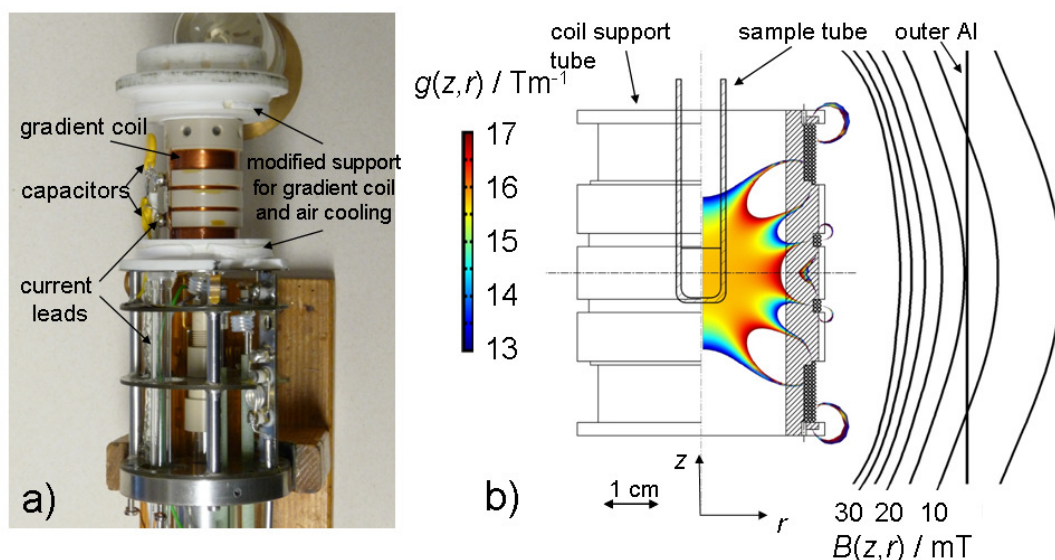 a)
gradient coil
capacitors
current
leads
modified support
for gradient coil
and air cooling
coil support
tube
sample tube
outer Al
g(z,r) / Tm⁻¹
17
16
15
14
13
b)
1 cm
z
r
30 20 10
B(z,r) / mT